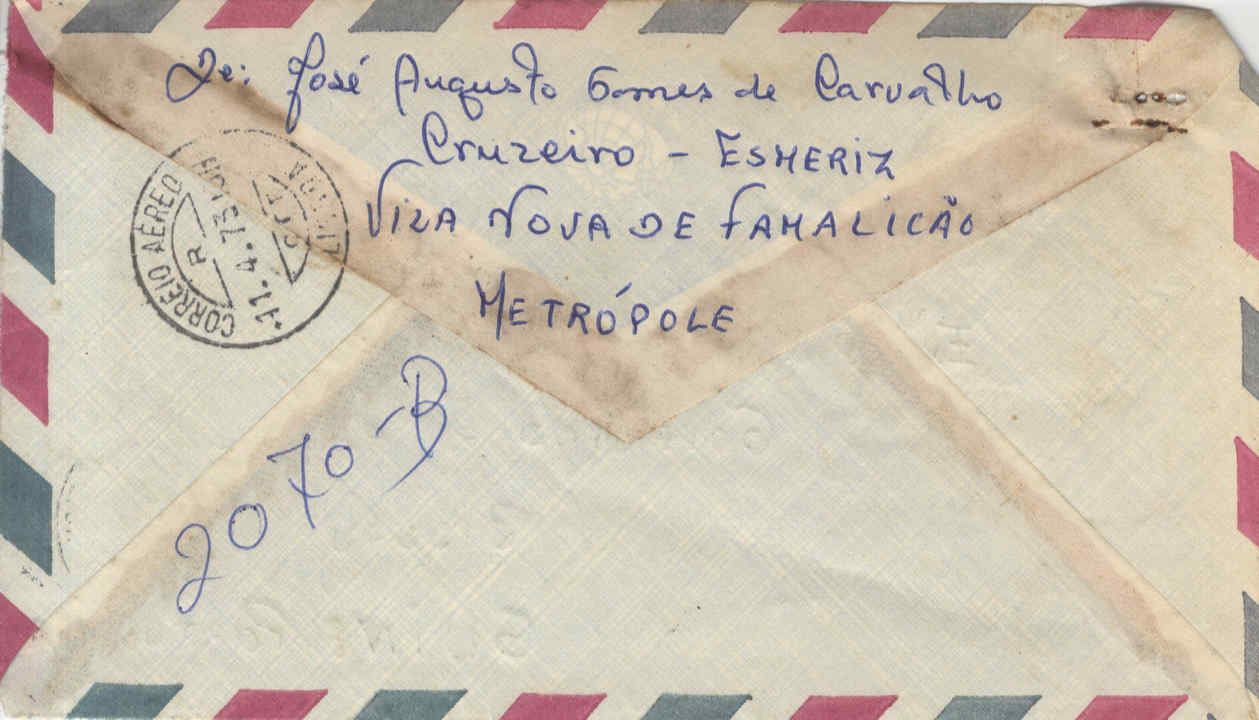 De: José Augusto Gomes de Carvalho
Cruzeiro - ESMERIZ
VILA NOVA DE FAMALICÃO
METRÓPOLE
CORREIO AÉREO
-11.4.73
R
2070-B